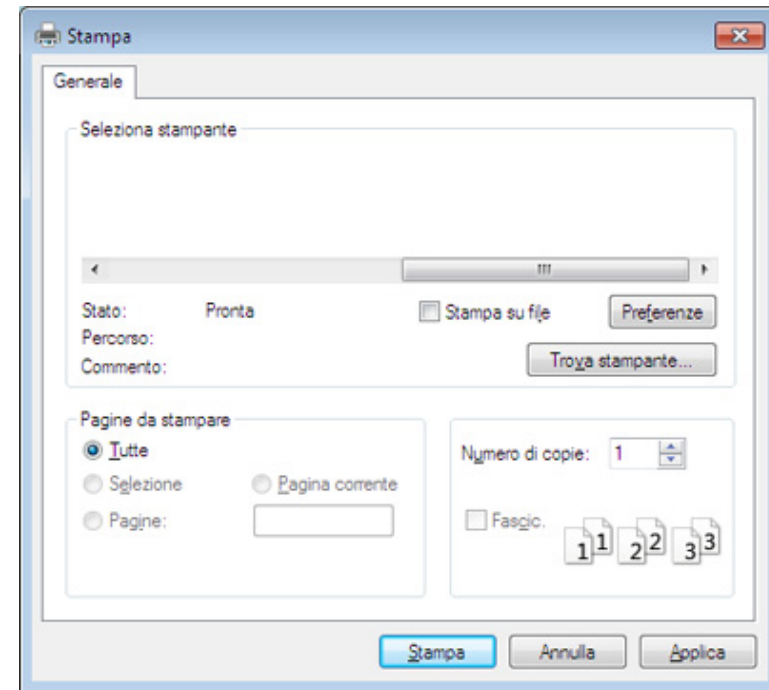 Stampa
Generale
Seleziona stampante
Stato: Pronta
Stampa su file
Preferenze
Percorso:
Commento:
Trova stampante...
Pagine da stampare
Tutte
Selezione
Pagina corrente
Pagine:
Numero di copie: 1
Fascic.
1 1 2 2 3 3
Stampa
Annulla
Applica